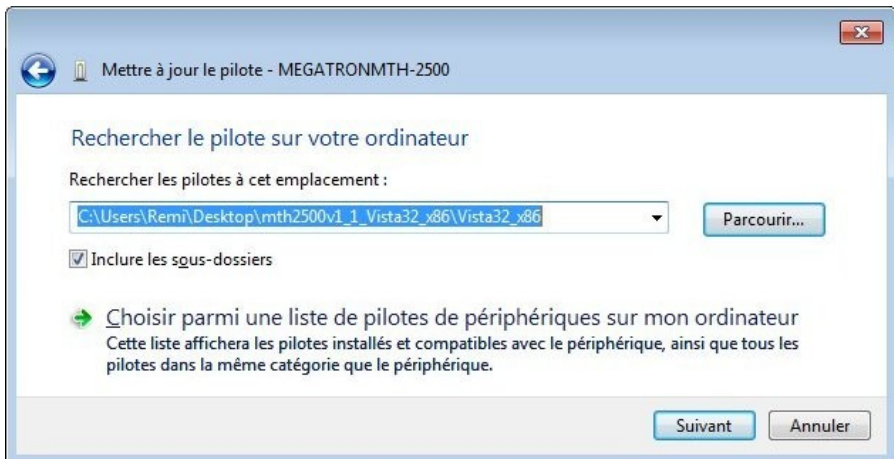 Mettre à jour le pilote - MEGATRONMTH-2500
Rechercher le pilote sur votre ordinateur
Rechercher les pilotes à cet emplacement :
C:\Users\Remi\Desktop\mth2500v1_1_Vista32_x86\Vista32_x86
Parcourir...
Inclure les sous-dossiers
Choisir parmi une liste de pilotes de périphériques sur mon ordinateur
Cette liste affichera les pilotes installés et compatibles avec le périphérique, ainsi que tous les
pilotes dans la même catégorie que le périphérique.
Suivant
Annuler